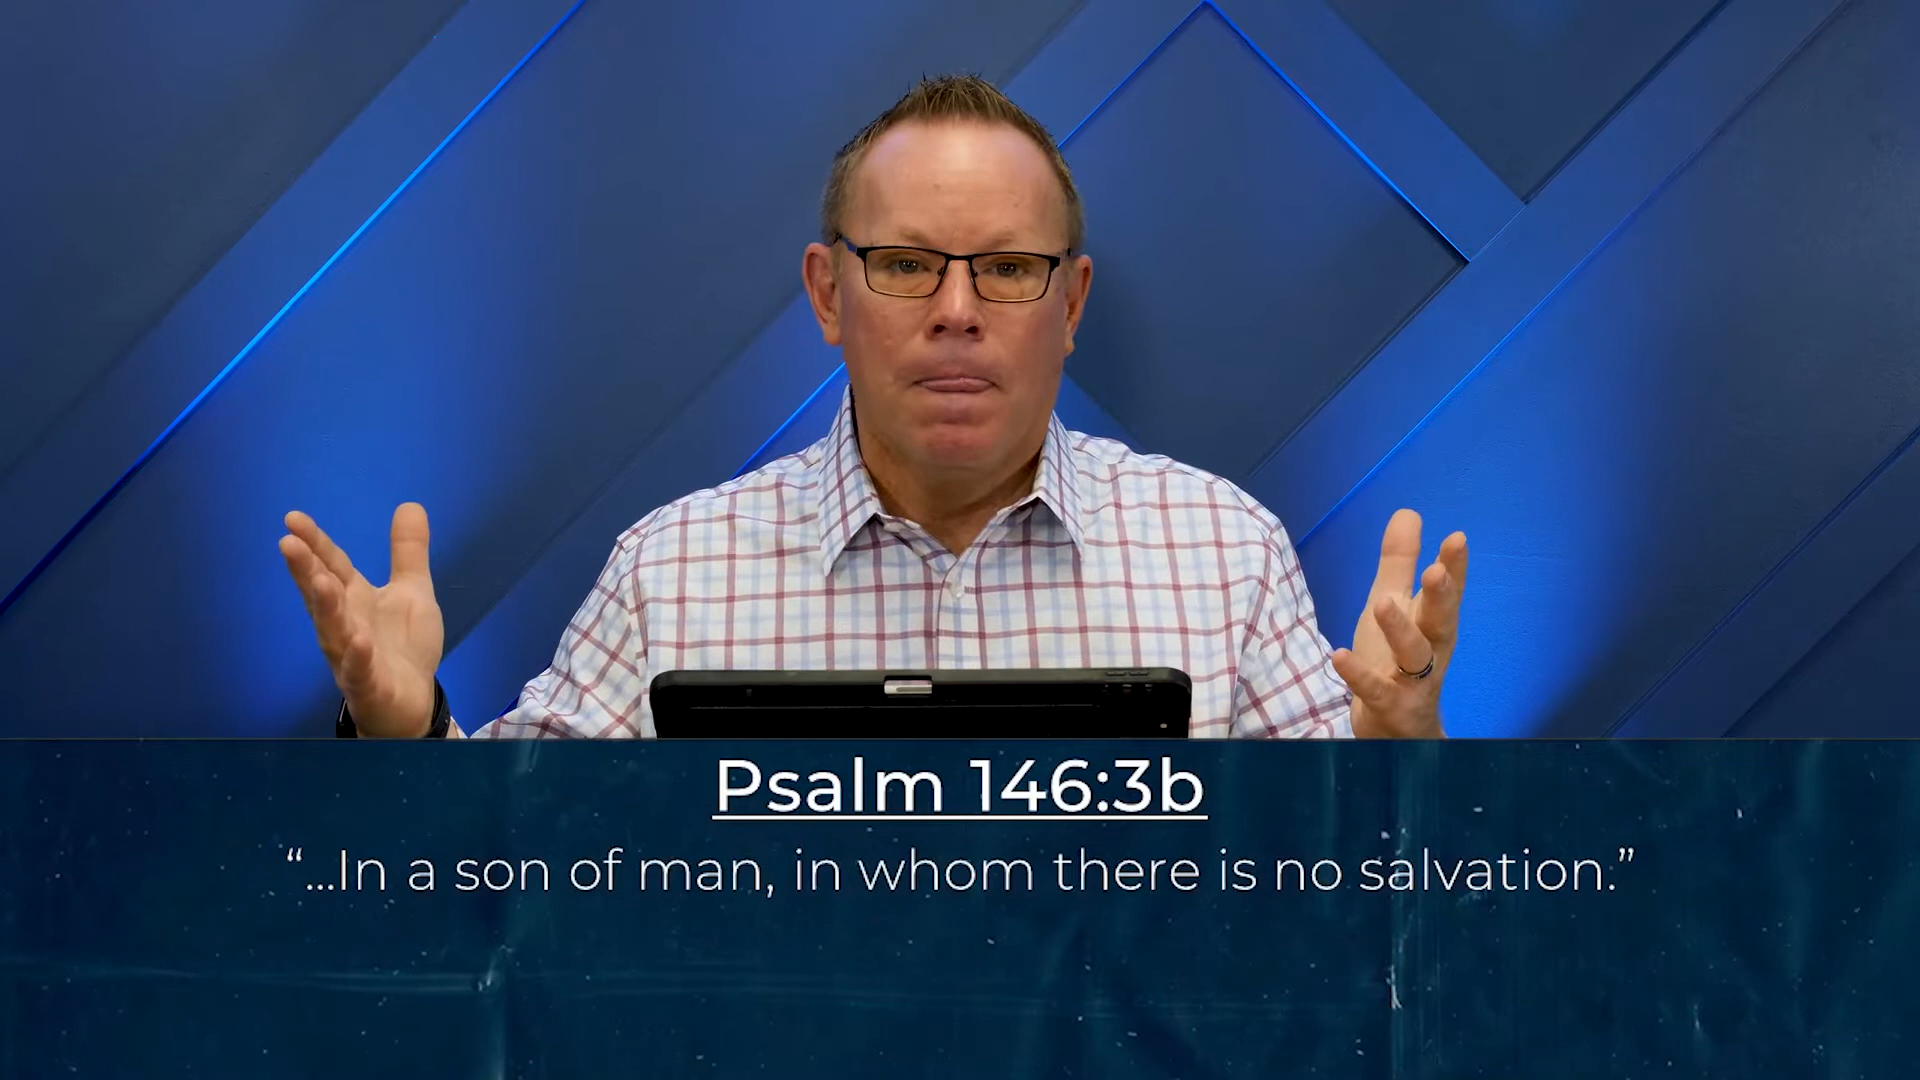 Psalm 146:3b
“...In a son of man, in whom there is no salvation.”